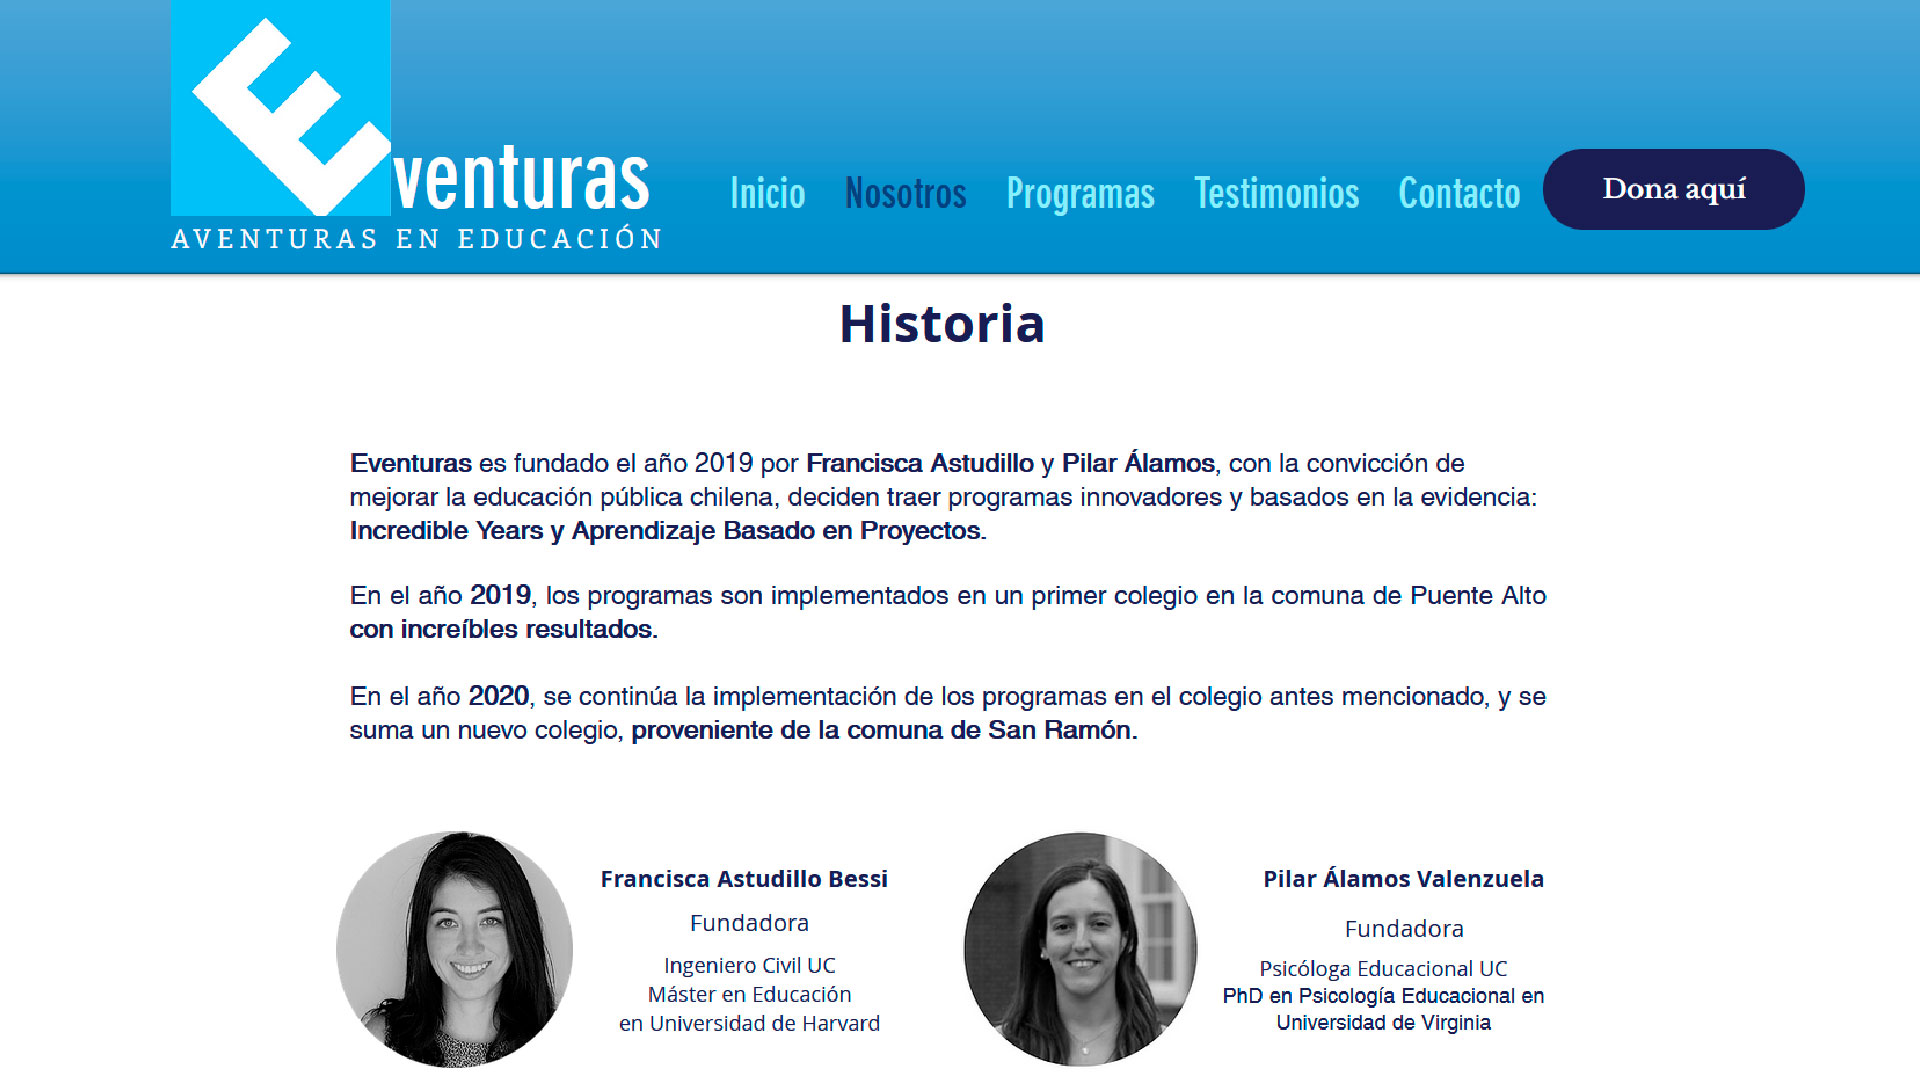 Eventuras
AVENTURAS EN EDUCACIÓN
Inicio Nosotros Programas Testimonios Contacto Dona aquí
Historia
Eventuras es fundado el año 2019 por Francisca Astudillo y Pilar Álamos, con la convicción de
mejorar la educación pública chilena, deciden traer programas innovadores y basados en la evidencia:
Incredible Years y Aprendizaje Basado en Proyectos.
En el año 2019, los programas son implementados en un primer colegio en la comuna de Puente Alto
con increíbles resultados.
En el año 2020, se continúa la implementación de los programas en el colegio antes mencionado, y se
suma un nuevo colegio, proveniente de la comuna de San Ramón.
Francisca Astudillo Bessi
Fundadora
Ingeniero Civil UC
Máster en Educación
en Universidad de Harvard
Pilar Álamos Valenzuela
Fundadora
Psicóloga Educacional UC
PhD en Psicología Educacional en
Universidad de Virginia